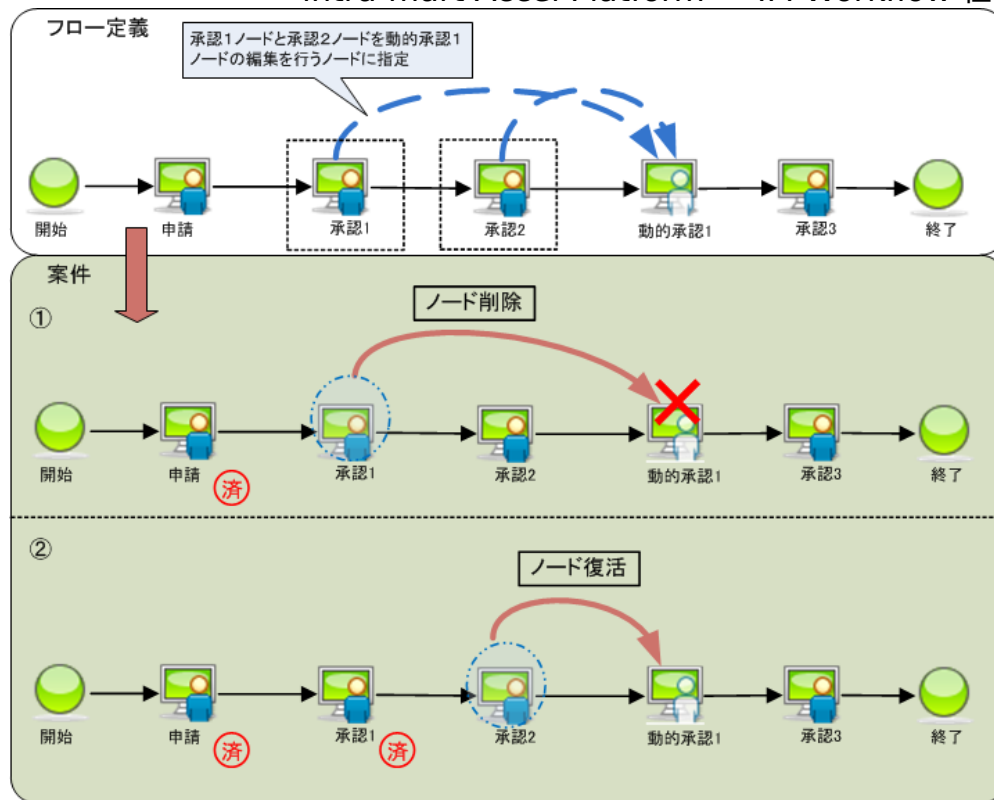 フロー定義
承認1ノードと承認2ノードを動的承認1
ノードの編集を行うノードに指定
開始
申請
承認1
承認2
動的承認1
承認3
終了
案件
①
ノード削除
開始
申請
済
承認1
承認2
動的承認1
承認3
終了
②
ノード復活
開始
申請
済
承認1
済
承認2
動的承認1
承認3
終了